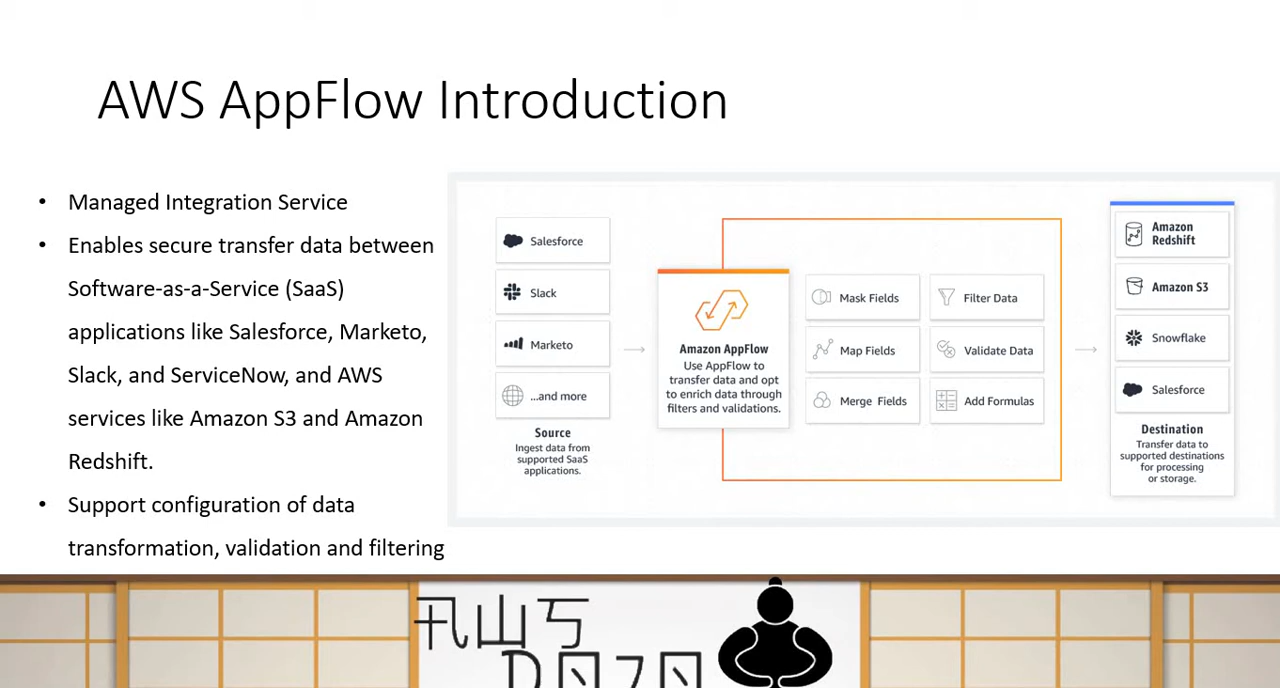 AWS AppFlow Introduction
• Managed Integration Service
• Enables secure transfer data between
Software-as-a-Service (SaaS)
applications like Salesforce, Marketo,
Slack, and ServiceNow, and AWS
services like Amazon S3 and Amazon
Redshift.
• Support configuration of data
transformation, validation and filtering
Salesforce
Slack
Marketo
...and more
Source
Ingest data from
supported SaaS
applications.
Amazon AppFlow
Use AppFlow to
transfer data and opt
to enrich data through
filters and validations.
Mask Fields
Filter Data
Map Fields
Validate Data
Merge Fields
Add Formulas
Amazon
Redshift
Amazon S3
Snowflake
Salesforce
Destination
Transfer data to
supported destinations
for processing
or storage.